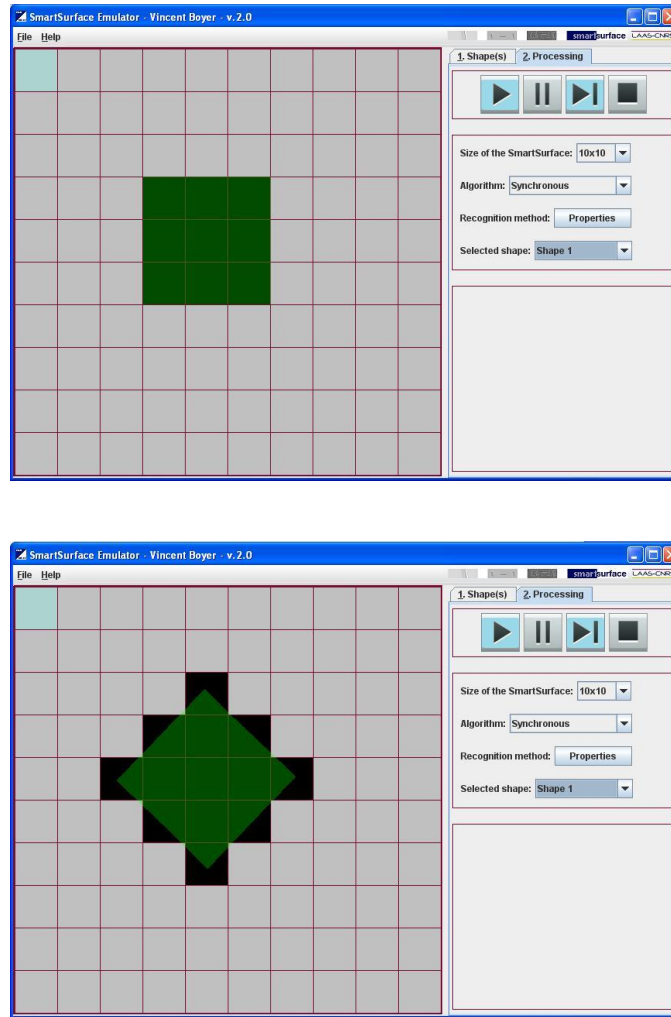 SmartSurface Emulator - Vincent Boyer - v.2.0
File Help
smartsurface LAAS-CNRS
1. Shape(s) 2. Processing
Size of the SmartSurface: 10x10
Algorithm: Synchronous
Recognition method: Properties
Selected shape: Shape 1
SmartSurface Emulator - Vincent Boyer - v.2.0
File Help
smartsurface LAAS-CNRS
1. Shape(s) 2. Processing
Size of the SmartSurface: 10x10
Algorithm: Synchronous
Recognition method: Properties
Selected shape: Shape 1